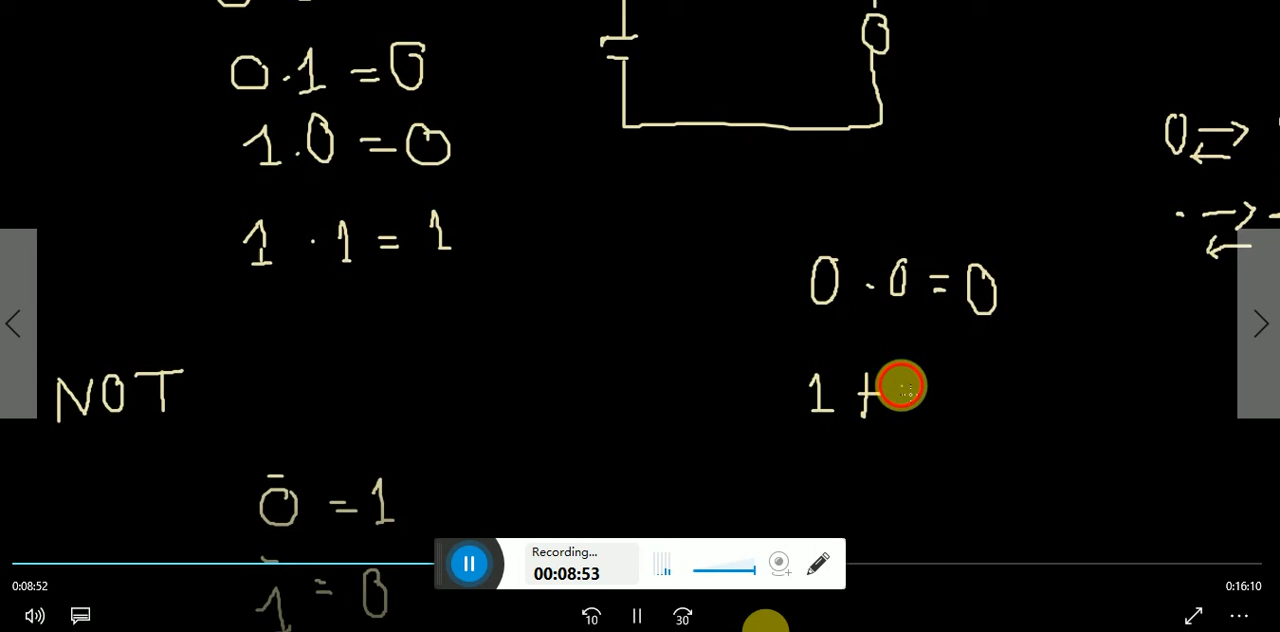 0.1 = 0
1.0 = 0
0
1 . 1 = 1
0 . 0 = 0
NOT
1 +
0̅ = 1
1̅ = 0
Recording...
00:08:53
0:08:52
0:16:10
10
30